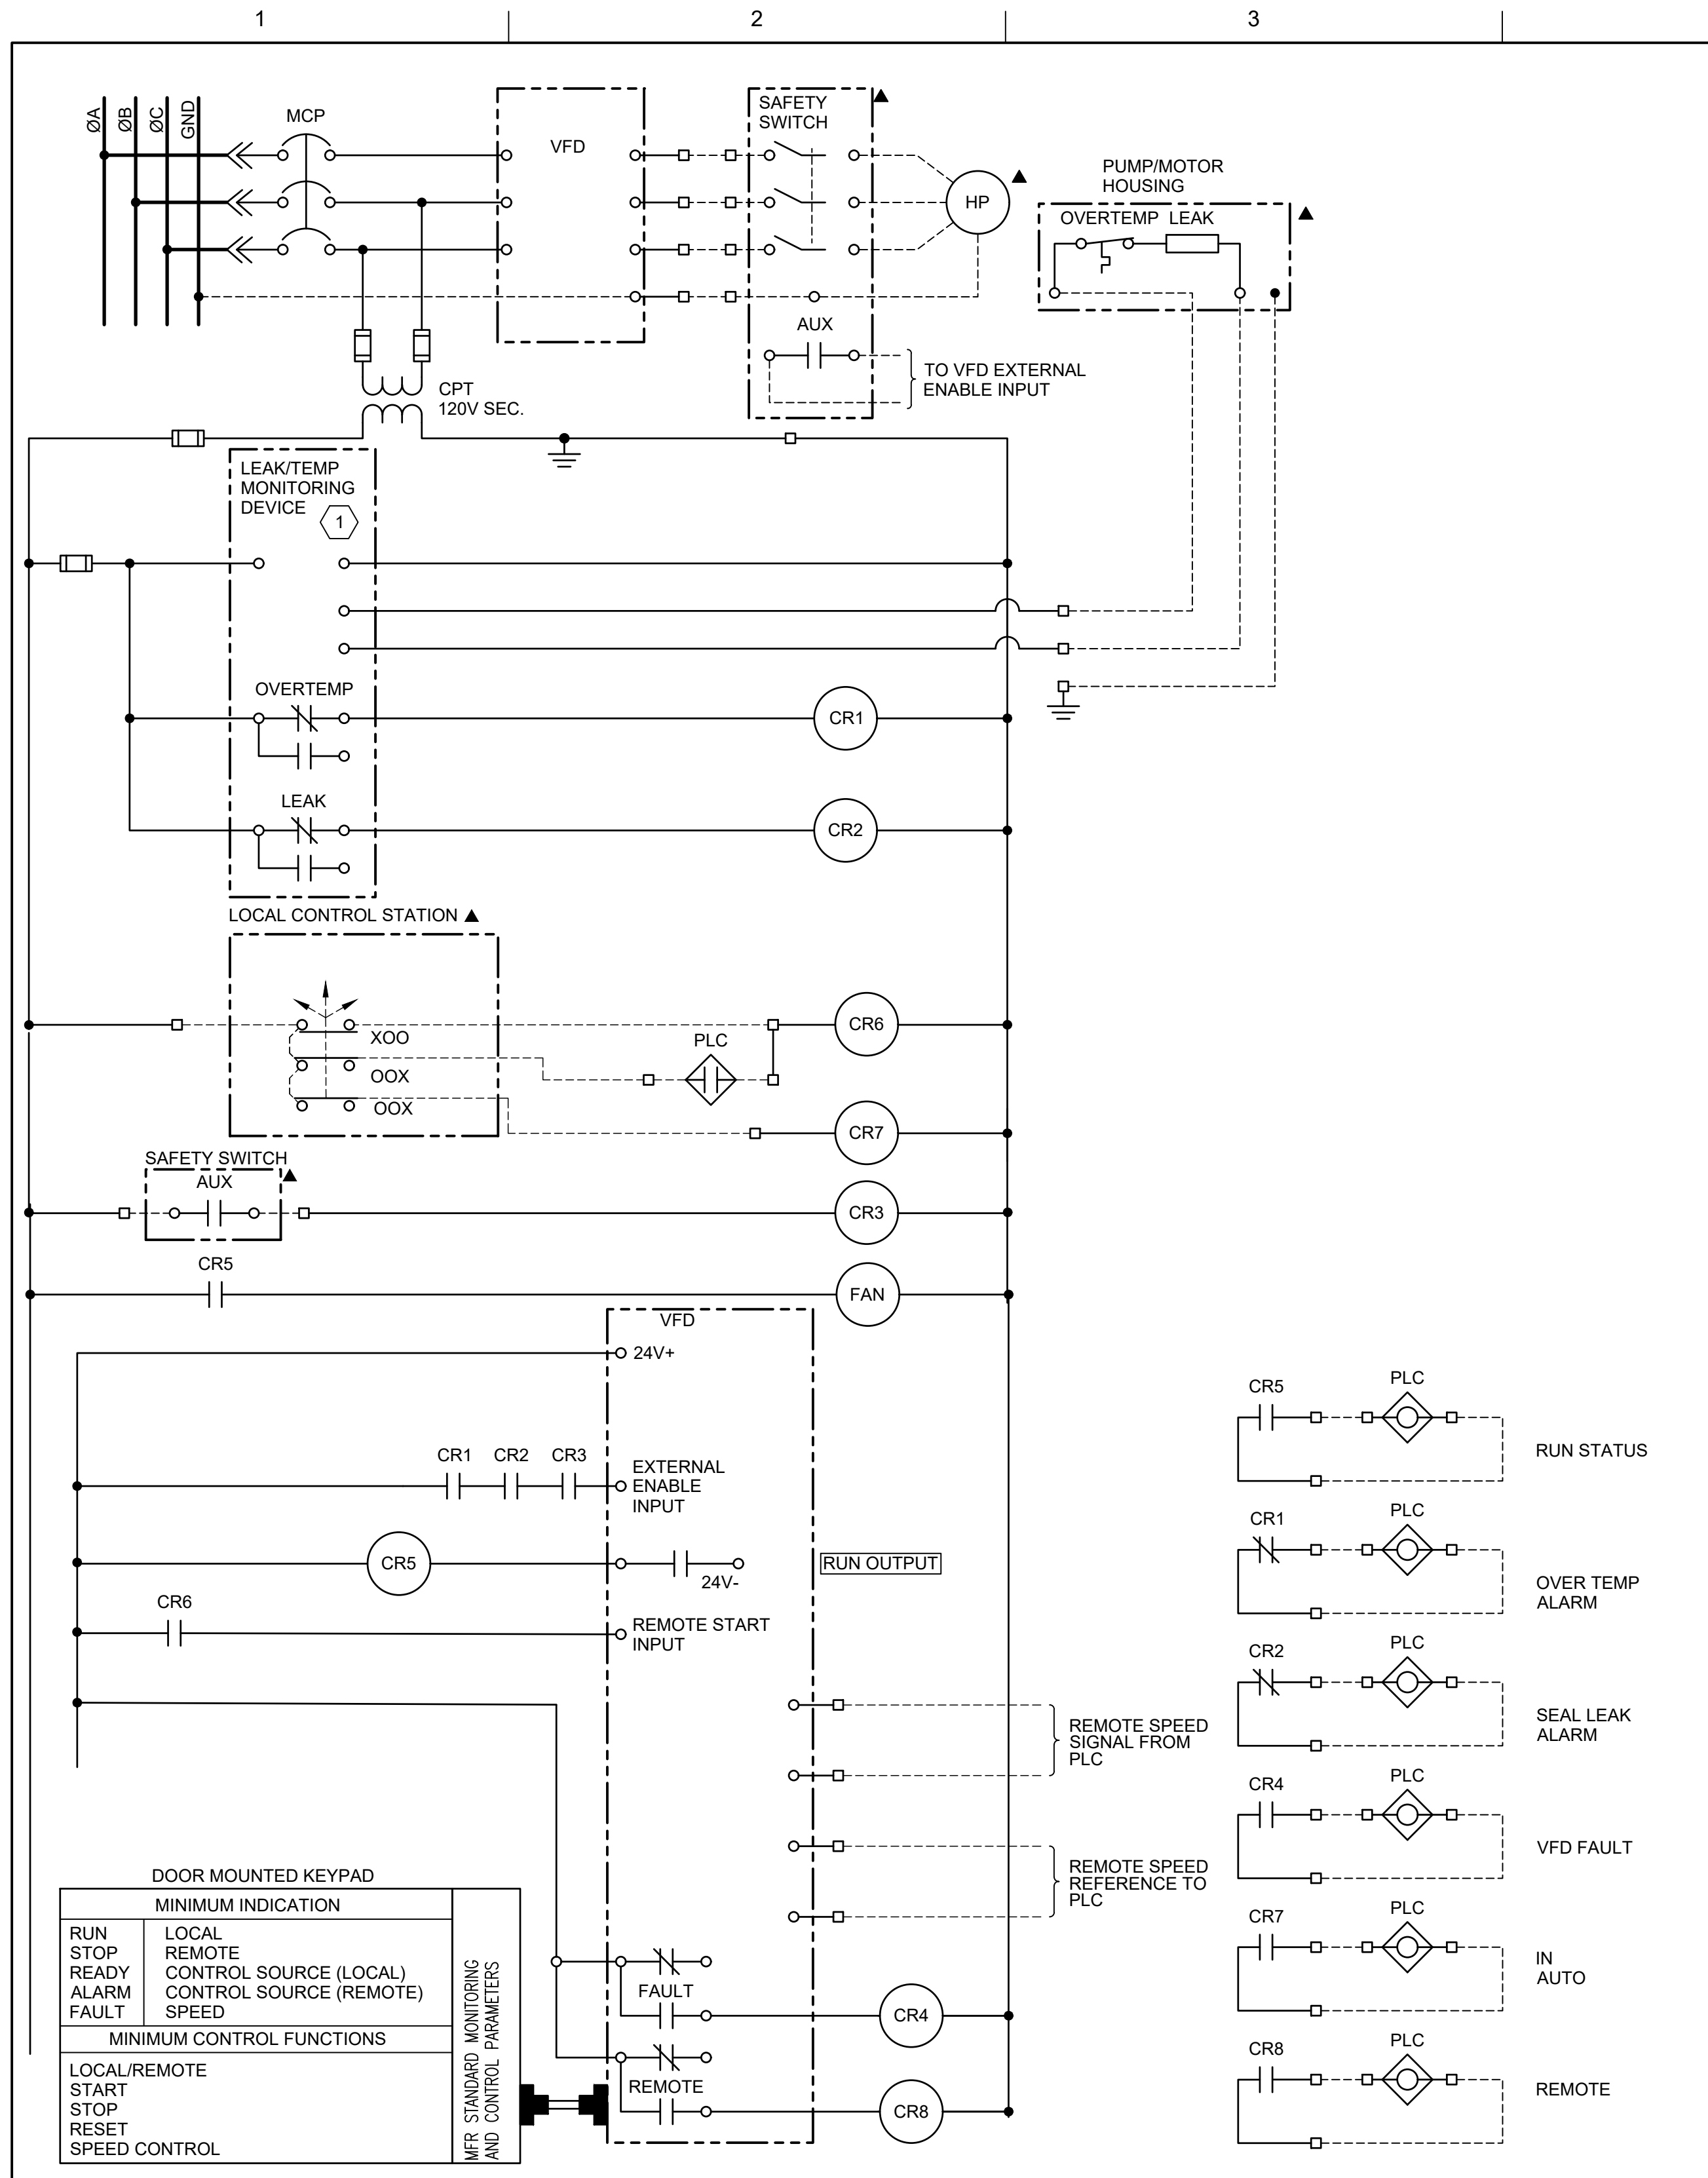 1
2
3
ØA
ØB
ØC
GND
MCP
VFD
SAFETY
SWITCH
HP
PUMP/MOTOR
HOUSING
OVERTEMP LEAK
AUX
TO VFD EXTERNAL
ENABLE INPUT
CPT
120V SEC.
LEAK/TEMP
MONITORING
DEVICE
1
OVERTEMP
CR1
LEAK
CR2
LOCAL CONTROL STATION
XOO
OOX
OOX
PLC
CR6
CR7
SAFETY SWITCH
AUX
CR3
CR5
FAN
VFD
24V+
CR1
CR2
CR3
EXTERNAL
ENABLE
INPUT
CR5
24V-
RUN OUTPUT
CR6
REMOTE START
INPUT
REMOTE SPEED
SIGNAL FROM
PLC
REMOTE SPEED
REFERENCE TO
PLC
FAULT
CR4
REMOTE
CR8
CR5
PLC
RUN STATUS
CR1
PLC
OVER TEMP
ALARM
CR2
PLC
SEAL LEAK
ALARM
CR4
PLC
VFD FAULT
CR7
PLC
IN
AUTO
CR8
PLC
REMOTE
DOOR MOUNTED KEYPAD
MINIMUM INDICATION
RUN LOCAL
STOP REMOTE
READY CONTROL SOURCE (LOCAL)
ALARM CONTROL SOURCE (REMOTE)
FAULT SPEED
MINIMUM CONTROL FUNCTIONS
LOCAL/REMOTE
START
STOP
RESET
SPEED CONTROL
MFR STANDARD MONITORING
AND CONTROL PARAMETERS